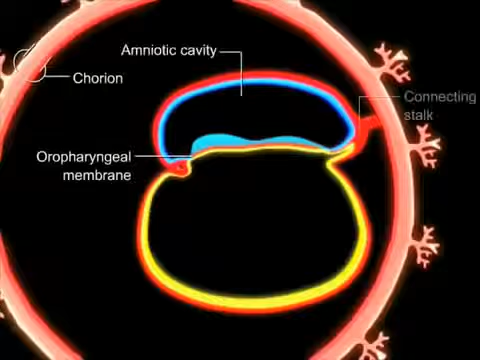 Amniotic cavity
Chorion
Connecting
stalk
Oropharyngeal
membrane